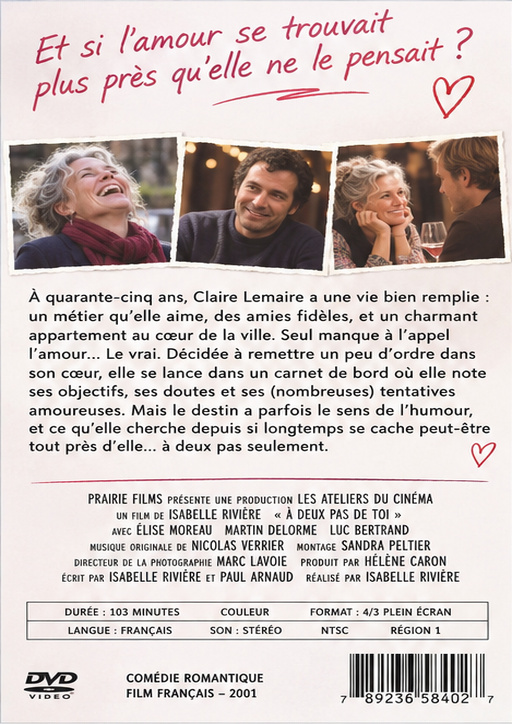 Et si l'amour se trouvait
plus près qu'elle ne le pensait ?
À quarante-cinq ans, Claire Lemaire a une vie bien remplie :
un métier qu'elle aime, des amies fidèles, et un charmant
appartement au cœur de la ville. Seul manque à l'appel
l'amour... Le vrai. Décidée à remettre un peu d'ordre dans
son cœur, elle se lance dans un carnet de bord où elle note
ses objectifs, ses doutes et ses (nombreuses) tentatives
amoureuses. Mais le destin a parfois le sens de l'humour,
et ce qu'elle cherche depuis si longtemps se cache peut-être
tout près d'elle... à deux pas seulement.
PRAIRIE FILMS PRÉSENTE UNE PRODUCTION LES ATELIERS DU CINÉMA
UN FILM DE ISABELLE RIVIÈRE « À DEUX PAS DE TOI »
AVEC ÉLISE MOREAU MARTIN DELORME LUC BERTRAND
MUSIQUE ORIGINALE DE NICOLAS VERRIER MONTAGE SANDRA PELTIER
DIRECTEUR DE LA PHOTOGRAPHIE MARC LAVOIE PRODUIT PAR HÉLÈNE CARON
ÉCRIT PAR ISABELLE RIVIÈRE ET PAUL ARNAUD RÉALISÉ PAR ISABELLE RIVIÈRE
DURÉE : 103 MINUTES COULEUR FORMAT : 4/3 PLEIN ÉCRAN
LANGUE : FRANÇAIS SON : STÉRÉO NTSC RÉGION 1
DVD
VIDEO
COMÉDIE ROMANTIQUE
FILM FRANÇAIS – 2001
7 89236 58402 7